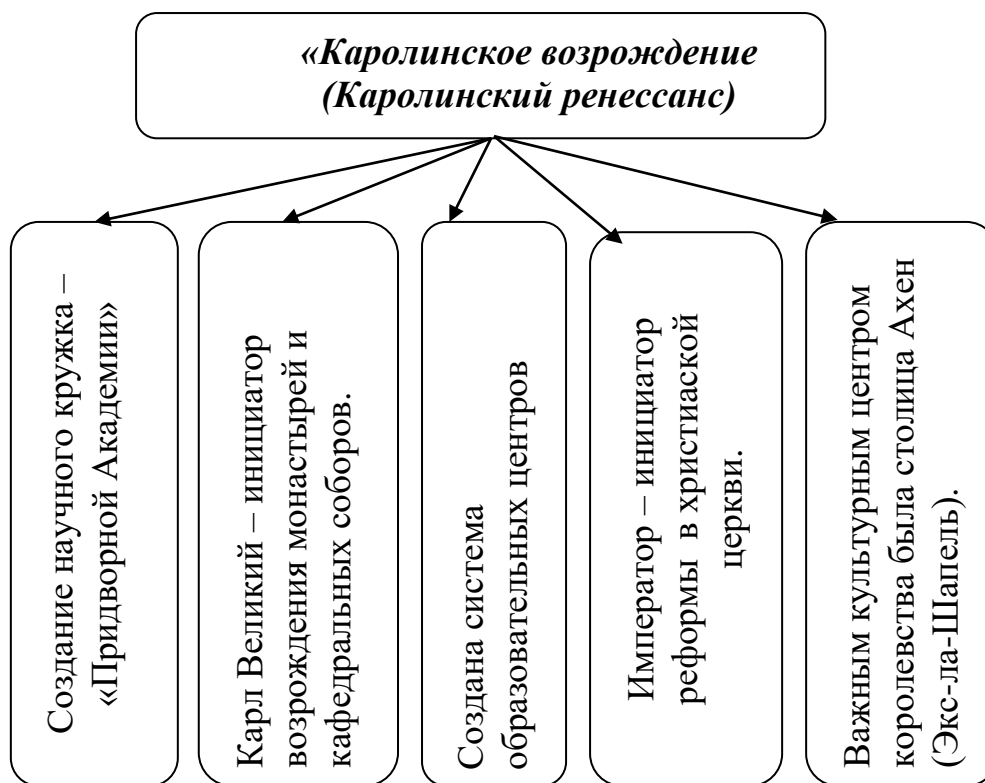 «Каролинское возрождение
(Каролинский ренессанс)
Создание научного кружка –
«Придворной Академии»
Карл Великий – инициатор
возрождения монастырей и
кафедральных соборов.
Создана система
образовательных центров
Император – инициатор
реформы в христиаской
церкви.
Важным культурным центром
королевства была столица Ахен
(Экс-ла-Шапель).